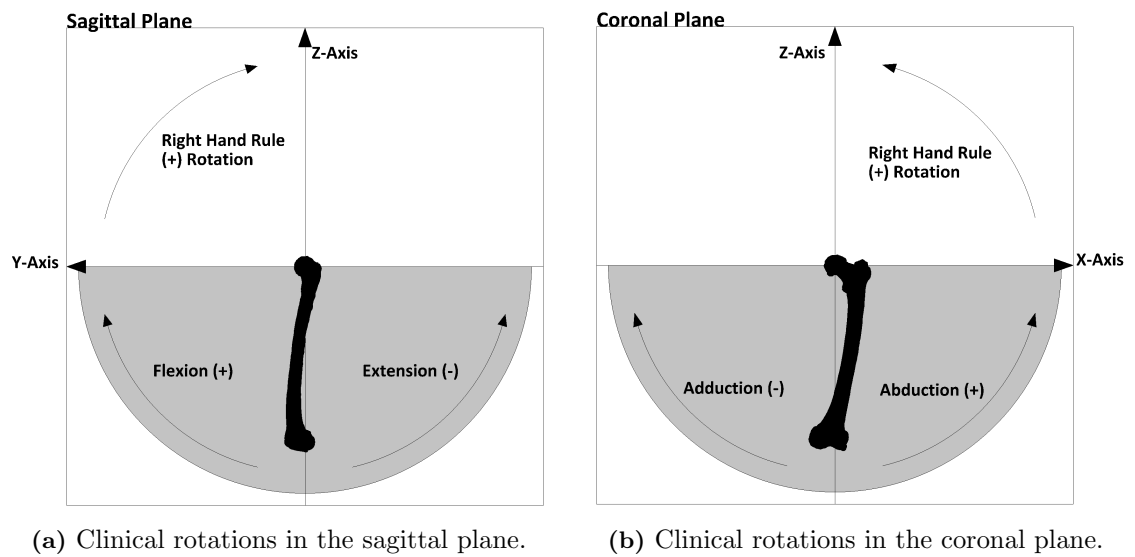 Sagittal Plane
Z-Axis
Right Hand Rule
(+) Rotation
Y-Axis
Flexion (+)
Extension (-)
(a) Clinical rotations in the sagittal plane.
Coronal Plane
Z-Axis
Right Hand Rule
(+) Rotation
X-Axis
Adduction (-)
Abduction (+)
(b) Clinical rotations in the coronal plane.